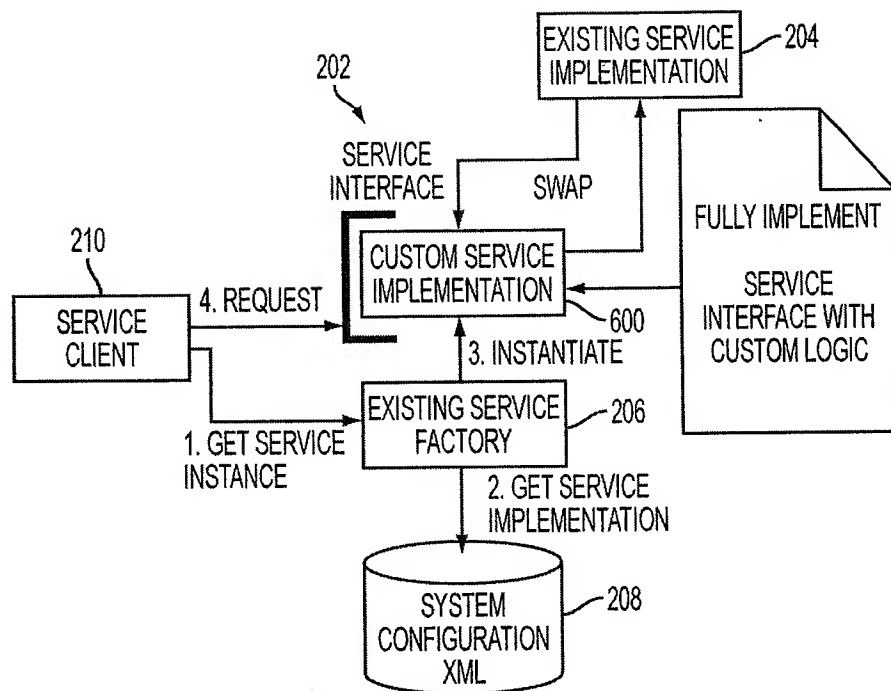 EXISTING SERVICE
IMPLEMENTATION
204
202
SERVICE
INTERFACE
SWAP
FULLY IMPLEMENT
SERVICE
INTERFACE WITH
CUSTOM LOGIC
210
SERVICE
CLIENT
4. REQUEST
CUSTOM SERVICE
IMPLEMENTATION
600
3. INSTANTIATE
1. GET SERVICE
INSTANCE
EXISTING SERVICE
FACTORY
206
2. GET SERVICE
IMPLEMENTATION
SYSTEM
CONFIGURATION
XML
208